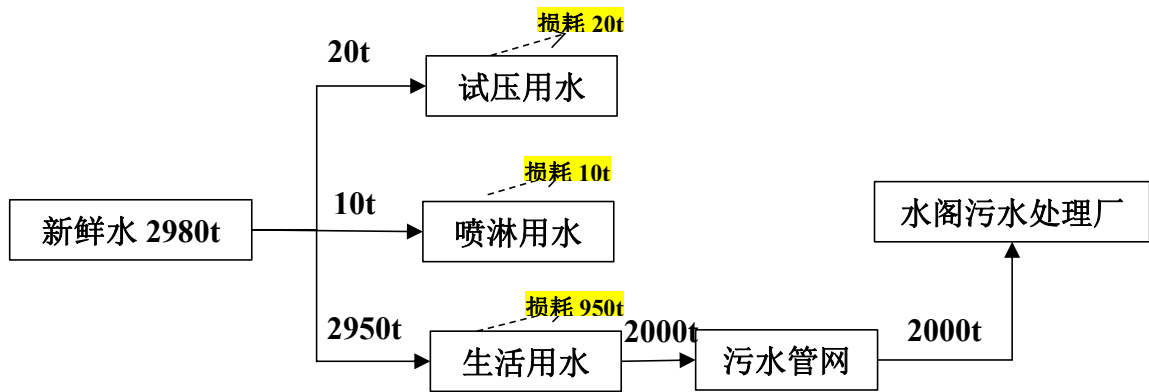 损耗 20t
20t
试压用水
损耗 10t
10t
新鲜水 2980t
喷淋用水
水阁污水处理厂
损耗 950t
2950t
2000t
2000t
生活用水
污水管网